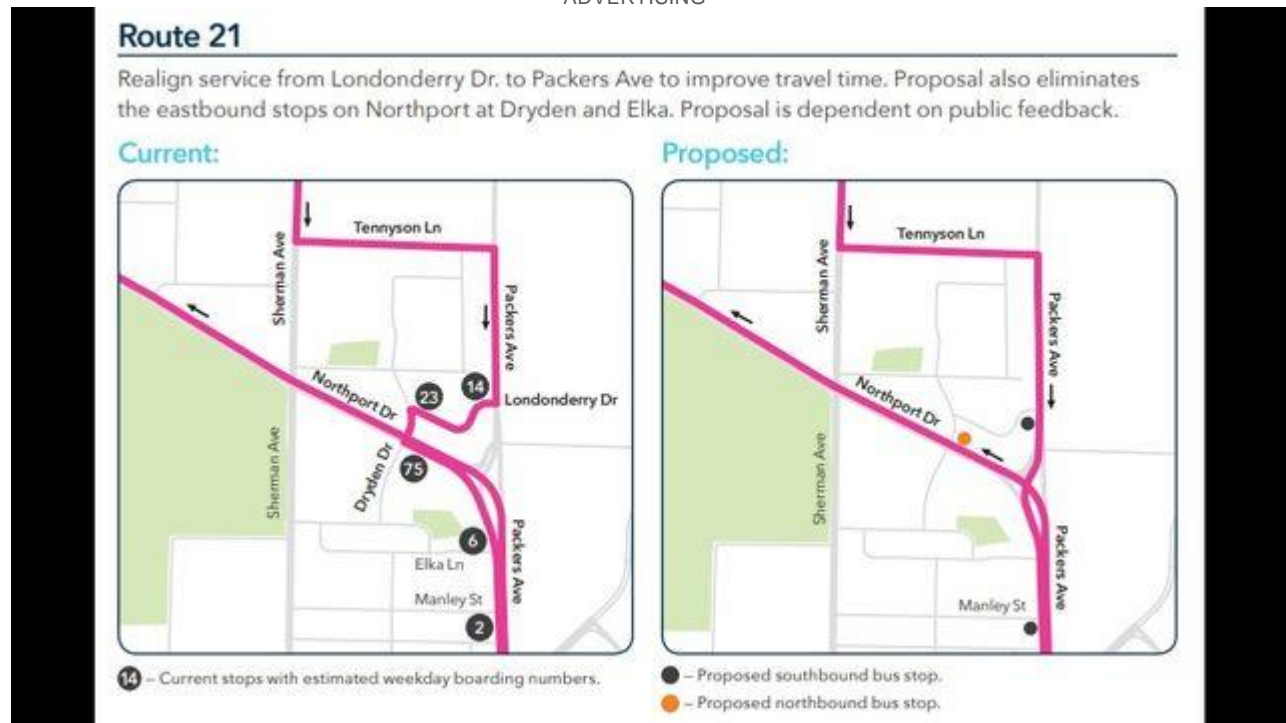 ADVERTISING
Route 21
Realign service from Londonderry Dr. to Packers Ave to improve travel time. Proposal also eliminates
the eastbound stops on Northport at Dryden and Elka. Proposal is dependent on public feedback.
Current:
Tennyson Ln
Sherman Ave
Packers Ave
Northport Dr
23
14
Londonderry Dr
Sherman Ave
Dryden Dr
75
6
Packers Ave
Elka Ln
Manley St
2
14 – Current stops with estimated weekday boarding numbers.
Proposed:
Tennyson Ln
Sherman Ave
Packers Ave
Northport Dr
Sherman Ave
Packers Ave
Manley St
– Proposed southbound bus stop.
– Proposed northbound bus stop.